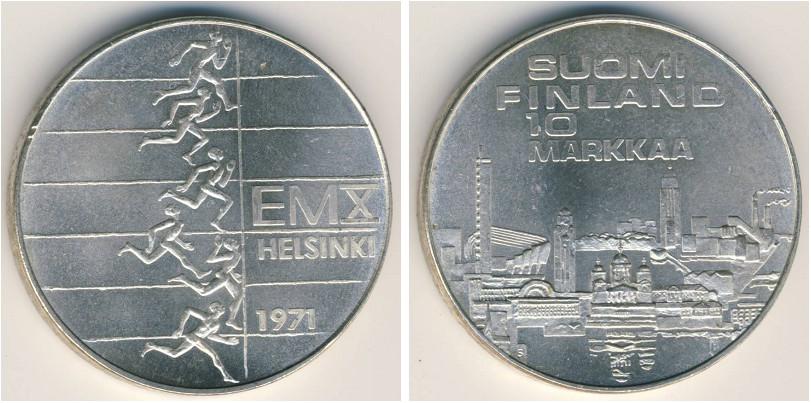 EMX
HELSINKI
1971
SUOMI
FINLAND
10
MARKKAA